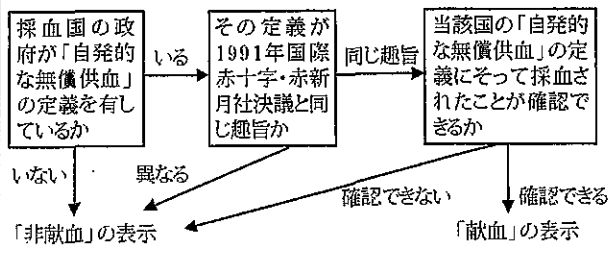 採血国の政
府が「自発的
な無償供血」
の定義を有し
ているか
いる
その定義が
1991年国際
赤十字・赤新
月社決議と同
じ趣旨か
同じ趣旨
当該国の「自発的
な無償供血」の定
義にそって採血さ
れたことが確認で
きるか
いない
異なる
確認できない
確認できる
「非献血」の表示
「献血」の表示